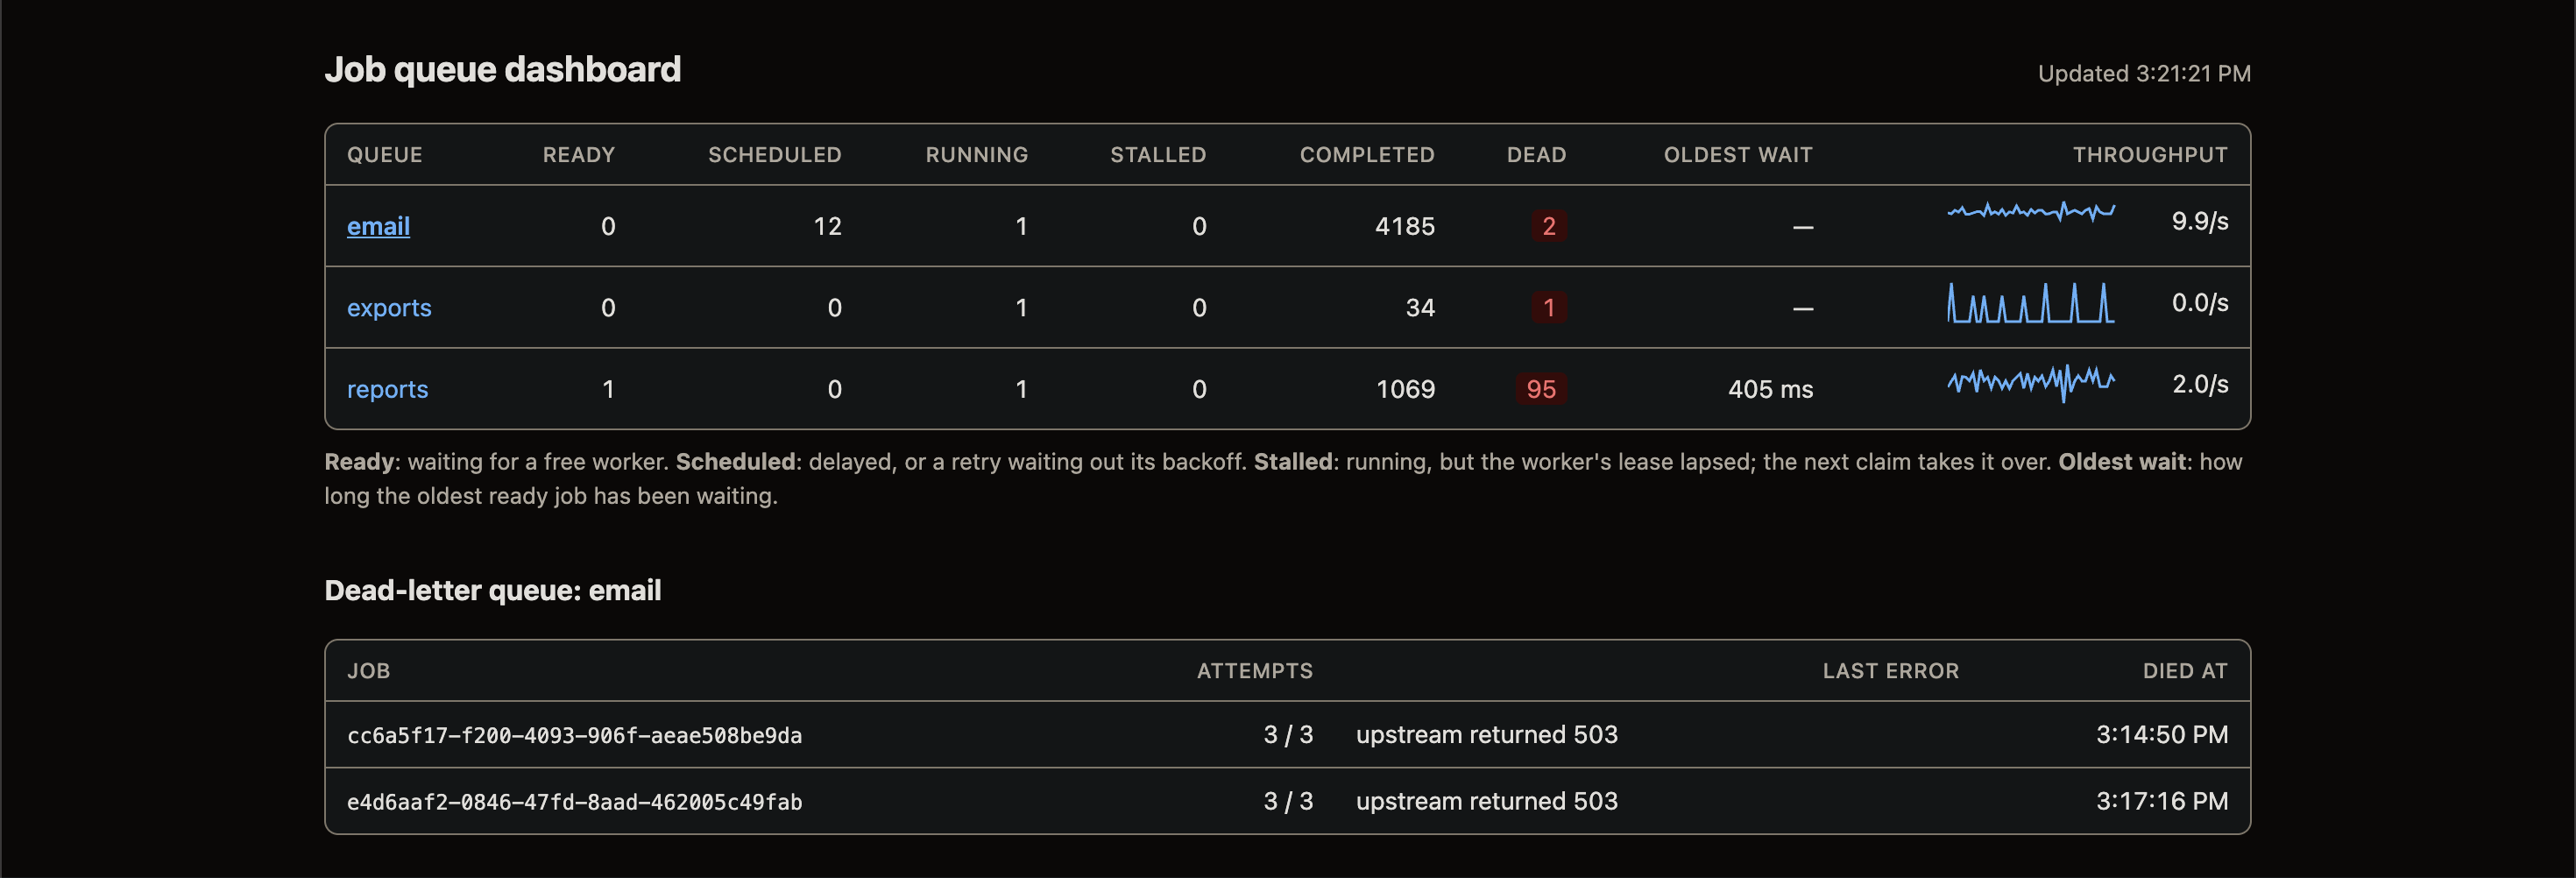 Job queue dashboard
Updated 3:21:21 PM
QUEUE READY SCHEDULED RUNNING STALLED COMPLETED DEAD OLDEST WAIT THROUGHPUT
email 0 12 1 0 4185 2 — 9.9/s
exports 0 0 1 0 34 1 — 0.0/s
reports 1 0 1 0 1069 95 405 ms 2.0/s
Ready: waiting for a free worker. Scheduled: delayed, or a retry waiting out its backoff. Stalled: running, but the worker's lease lapsed; the next claim takes it over. Oldest wait: how
long the oldest ready job has been waiting.
Dead-letter queue: email
JOB ATTEMPTS LAST ERROR DIED AT
cc6a5f17-f200-4093-906f-aeae508be9da 3 / 3 upstream returned 503 3:14:50 PM
e4d6aaf2-0846-47fd-8aad-462005c49fab 3 / 3 upstream returned 503 3:17:16 PM